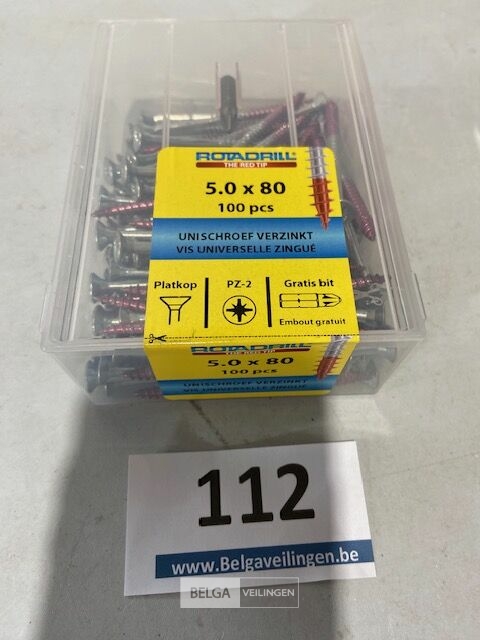 ROTADRILL
THE RED TIP
5.0 x 80
100 pcs
UNISCHROEF VERZINKT
VIS UNIVERSELLE ZINGUÉ
Platkop PZ-2 Gratis bit
Embout gratuit
ROTADRILL
THE RED TIP
5.0 x 80
100 pcs
UNISCHROEF VERZINKT
VIS UNIVERSELLE ZINGUÉ
112
www.Belgaveilingen.be
BELGA VEILINGEN